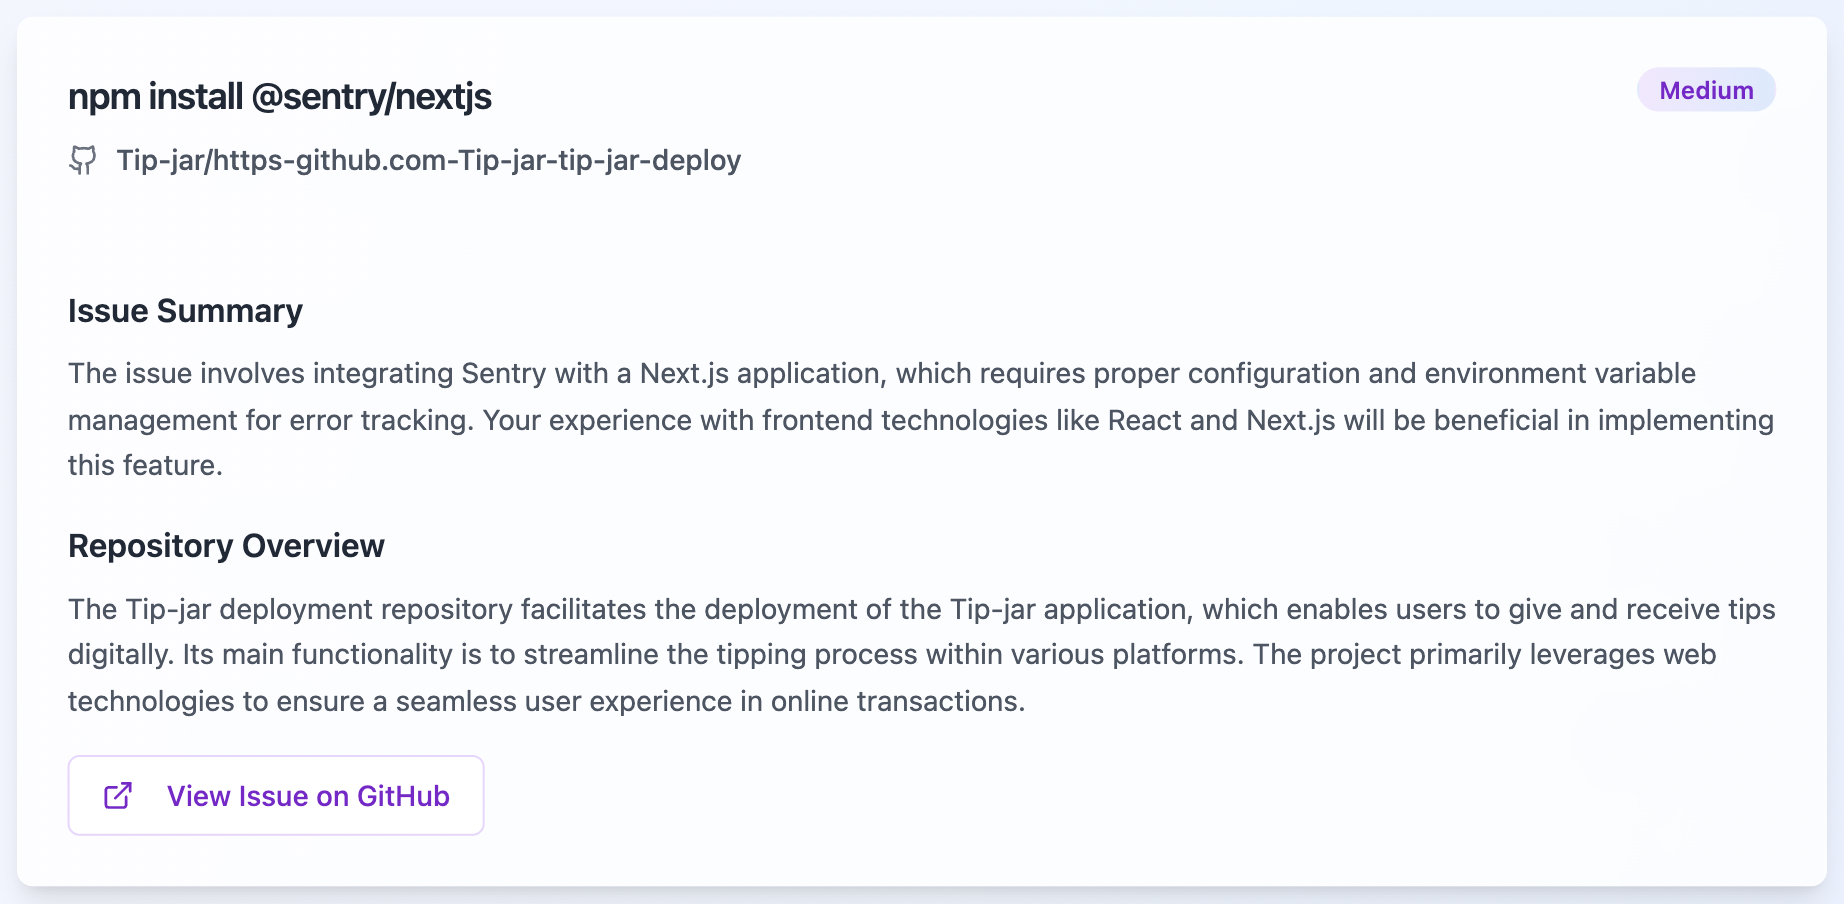 npm install @sentry/nextjs
Medium
Tip-jar/https-github.com-Tip-jar-tip-jar-deploy
Issue Summary
The issue involves integrating Sentry with a Next.js application, which requires proper configuration and environment variable
management for error tracking. Your experience with frontend technologies like React and Next.js will be beneficial in implementing
this feature.
Repository Overview
The Tip-jar deployment repository facilitates the deployment of the Tip-jar application, which enables users to give and receive tips
digitally. Its main functionality is to streamline the tipping process within various platforms. The project primarily leverages web
technologies to ensure a seamless user experience in online transactions.
View Issue on GitHub